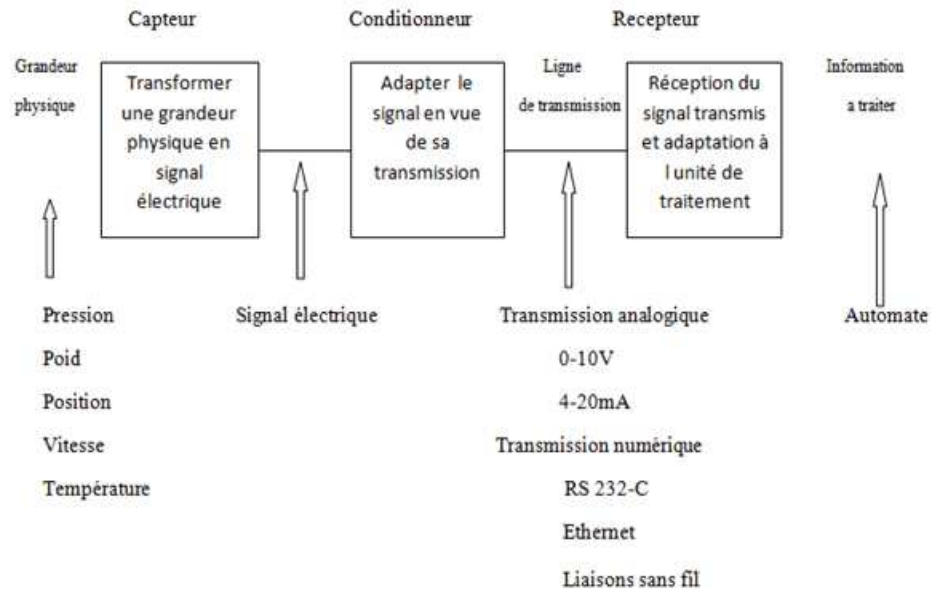 Capteur Conditionneur Recepteur
Grandeur
physique
Transformer
une grandeur
physique en
signal
électrique
Adapter le
signal en vue
de sa
transmission
Ligne
de transmission
Réception du
signal transmis
et adaptation à
l unité de
traitement
Information
a traiter
Pression
Poid
Position
Vitesse
Température
Signal électrique
Transmission analogique
0-10V
4-20mA
Transmission numérique
RS 232-C
Ethernet
Liaisons sans fil
Automate